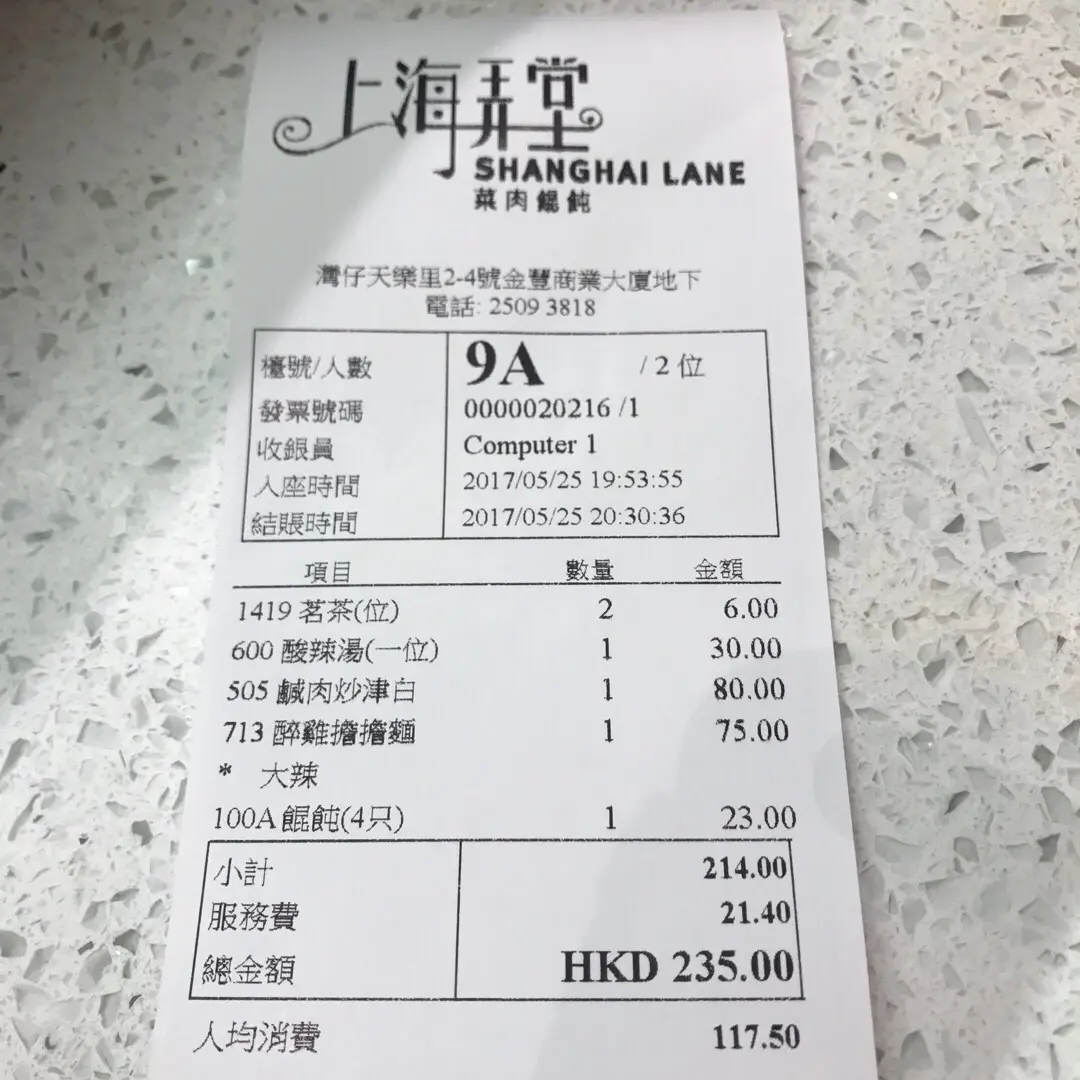 上海弄堂
SHANGHAI LANE
菜肉餛飩
灣仔天樂里2-4號金豐商業大廈地下
電話: 2509 3818
檯號/人數 9A / 2 位
發票號碼 0000020216 /1
收銀員 Computer 1
入座時間 2017/05/25 19:53:55
結賬時間 2017/05/25 20:30:36
項目 數量 金額
1419 茗茶(位) 2 6.00
600 酸辣湯(一位) 1 30.00
505 鹹肉炒津白 1 80.00
713 醉雞擔擔麵 1 75.00
* 大辣
100A 餛飩(4只) 1 23.00
小計 214.00
服務費 21.40
總金額 HKD 235.00
人均消費 117.50